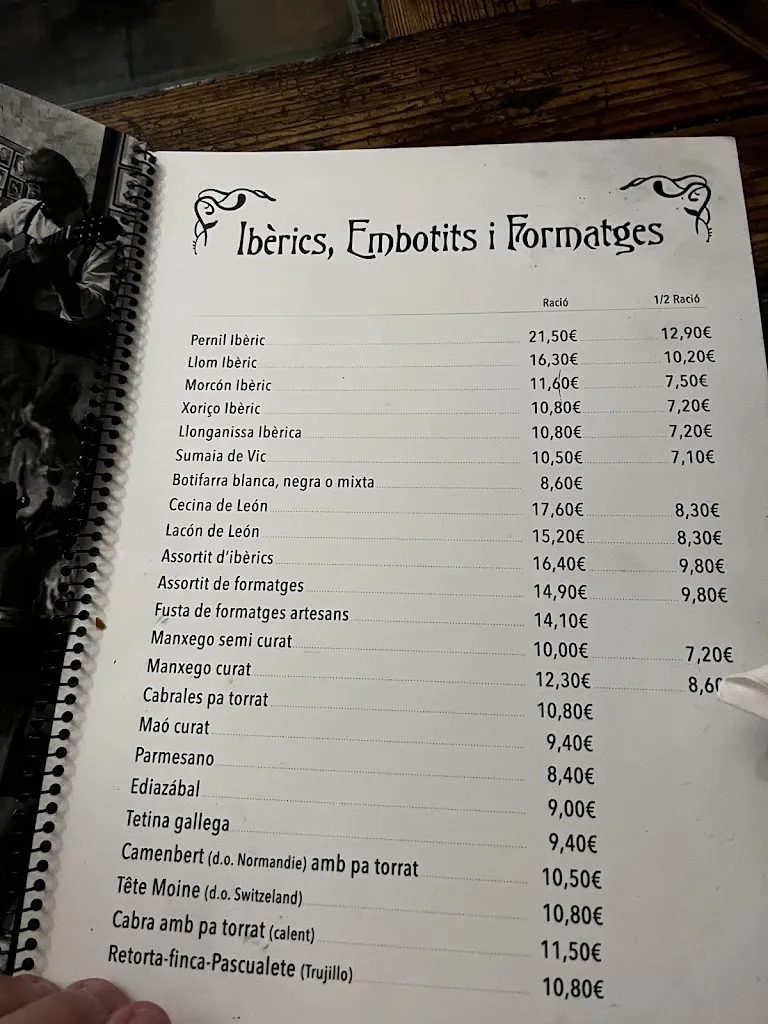 Ibèrics, Embotits i Formatges
Ració 1/2 Ració
Pernil Ibèric 21,50€ 12,90€
Llom Ibèric 16,30€ 10,20€
Morcón Ibèric 11,60€ 7,50€
Xoriço Ibèric 10,80€ 7,20€
Llonganissa Ibèrica 10,80€ 7,20€
Sumaia de Vic 10,50€ 7,10€
Botifarra blanca, negra o mixta 8,60€
Cecina de León 17,60€ 8,30€
Lacón de León 15,20€ 8,30€
Assortit d'ibèrics 16,40€ 9,80€
Assortit de formatges 14,90€ 9,80€
Fusta de formatges artesans 14,10€
Manxego semi curat 10,00€ 7,20€
Manxego curat 12,30€
Cabrales pa torrat 10,80€
Maó curat 9,40€
Parmesano 8,40€
Ediazábal 9,00€
Tetina gallega 9,40€
Camenbert (d.o. Normandie) amb pa torrat 10,50€
Tête Moine (d.o. Switzeland) 10,80€
Cabra amb pa torrat (calent) 11,50€
Retorta-finca-Pascualete (Trujillo) 10,80€